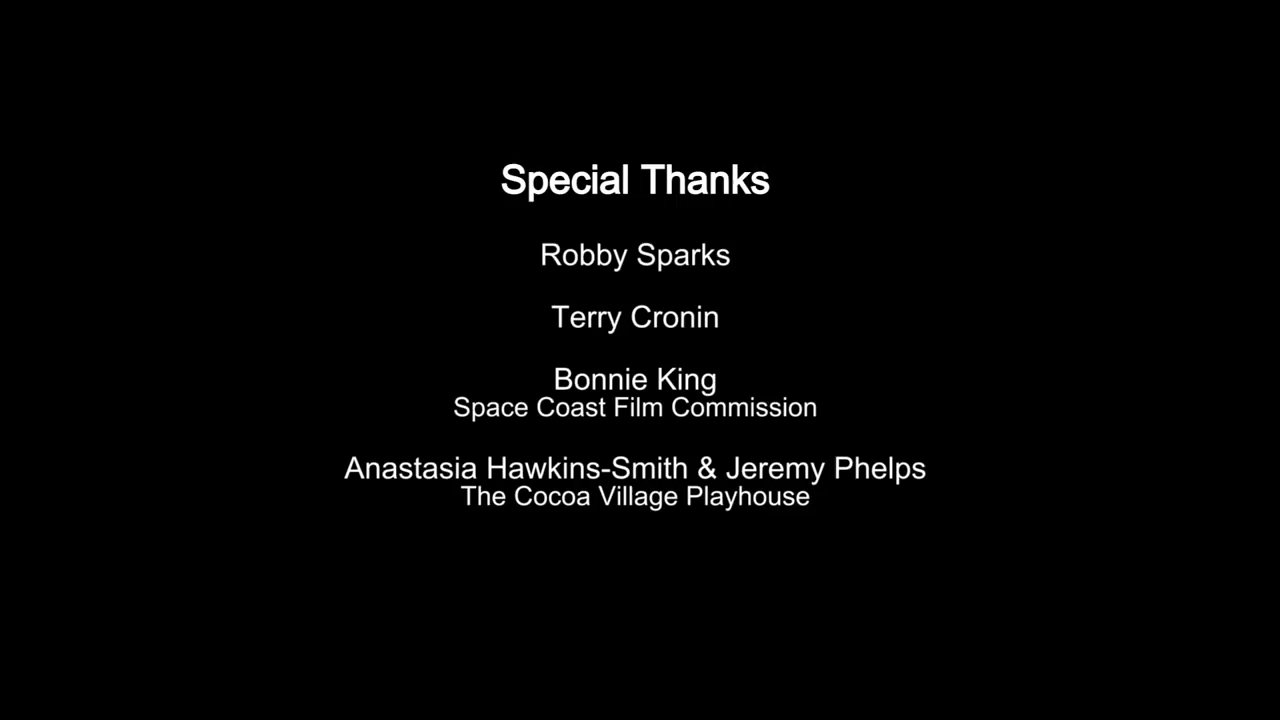 Special Thanks
Robby Sparks
Terry Cronin
Bonnie King
Space Coast Film Commission
Anastasia Hawkins-Smith & Jeremy Phelps
The Cocoa Village Playhouse